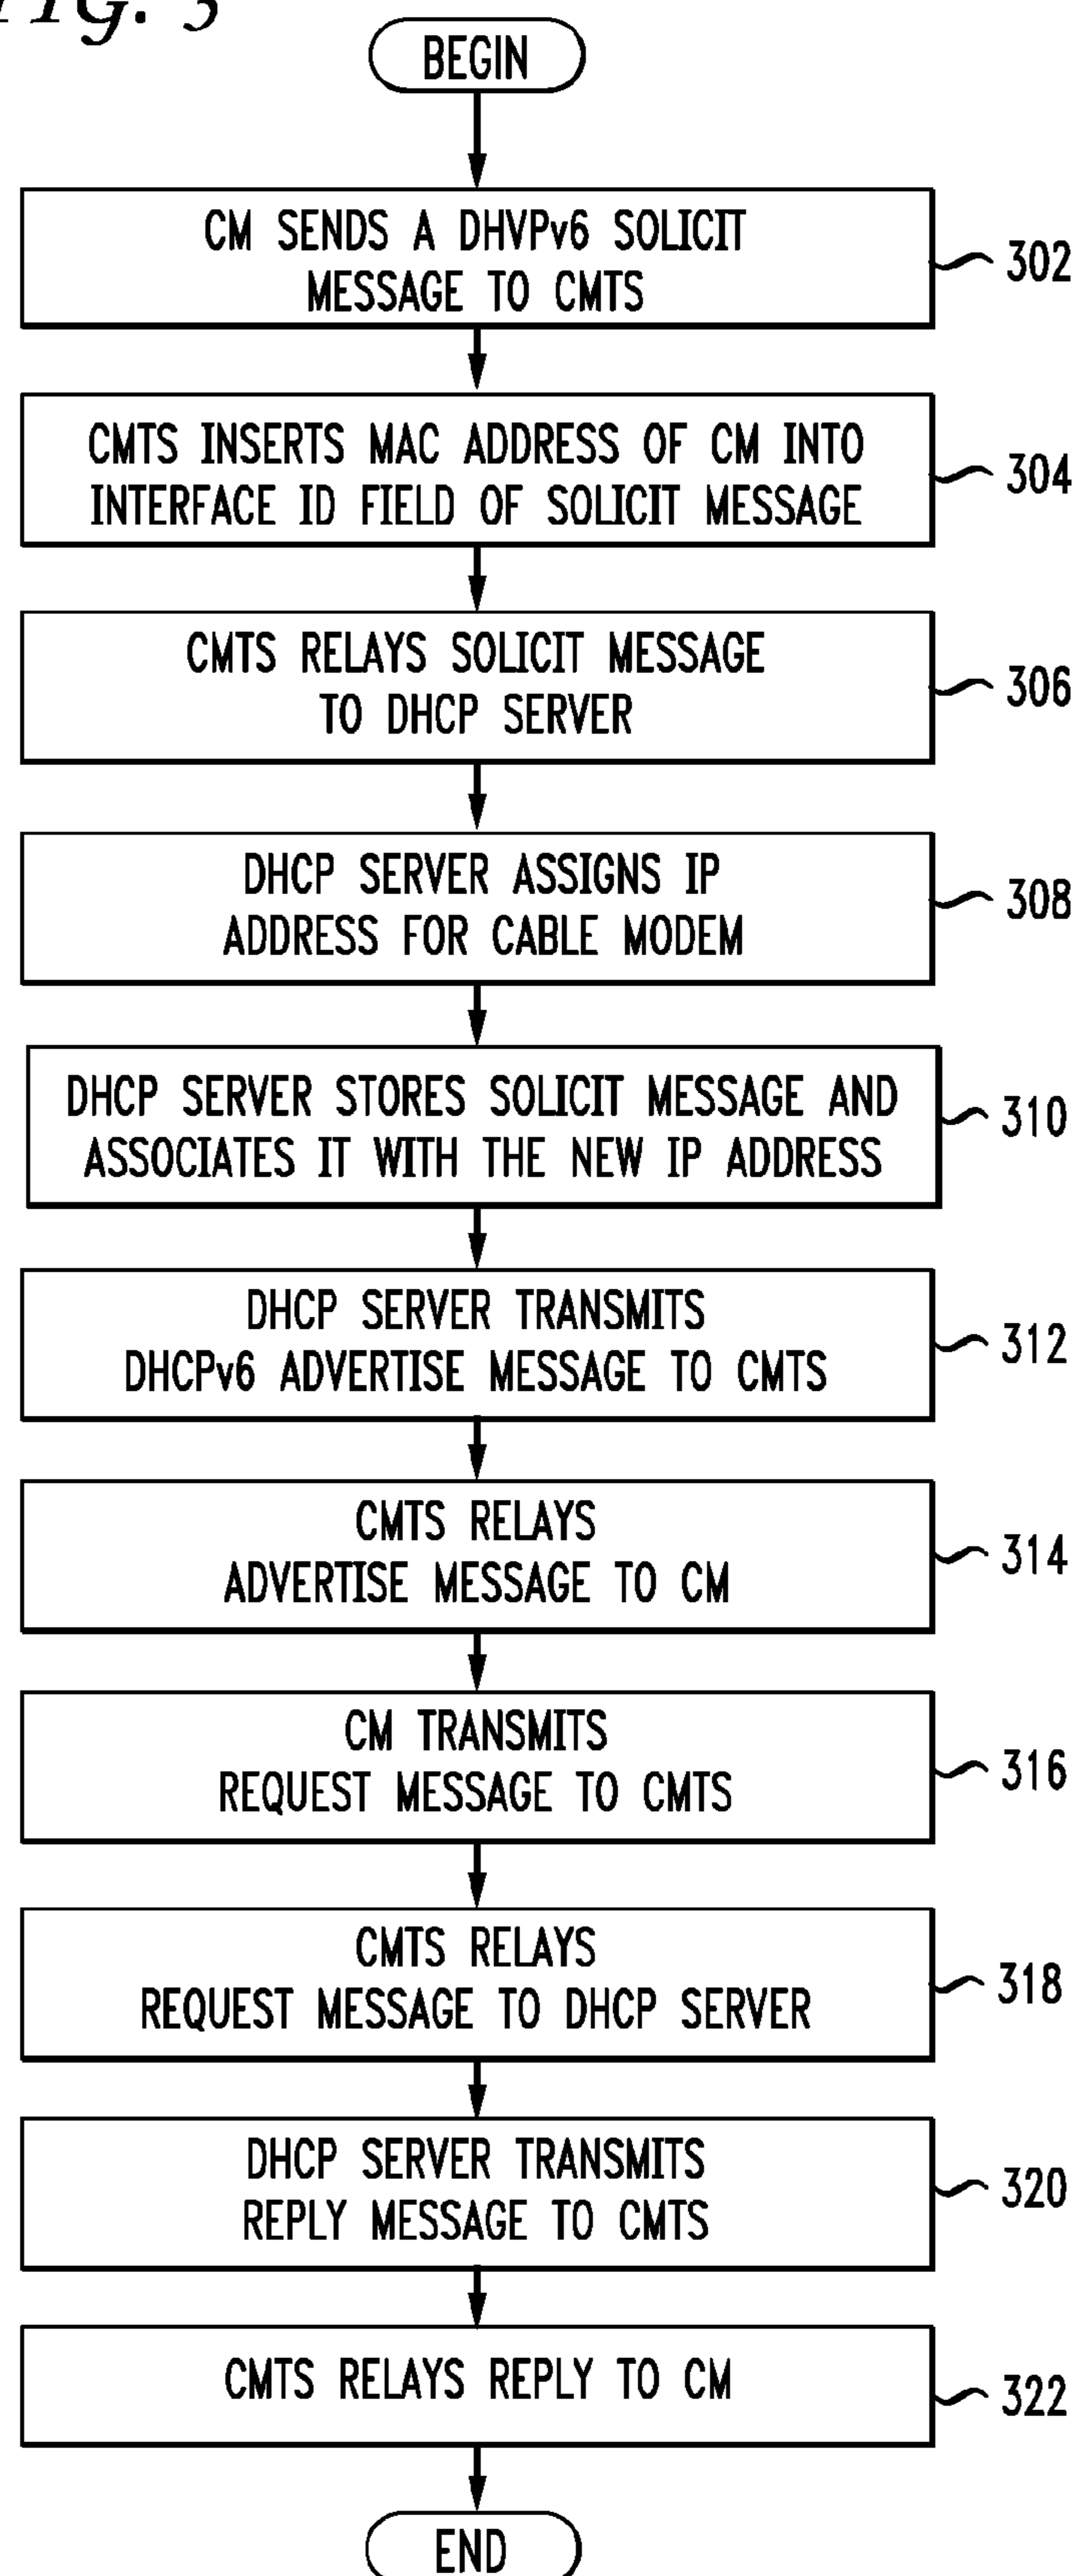 FIG. 3
BEGIN
CM SENDS A DHVPv6 SOLICIT
MESSAGE TO CMTS
302
CMTS INSERTS MAC ADDRESS OF CM INTO
INTERFACE ID FIELD OF SOLICIT MESSAGE
304
CMTS RELAYS SOLICIT MESSAGE
TO DHCP SERVER
306
DHCP SERVER ASSIGNS IP
ADDRESS FOR CABLE MODEM
308
DHCP SERVER STORES SOLICIT MESSAGE AND
ASSOCIATES IT WITH THE NEW IP ADDRESS
310
DHCP SERVER TRANSMITS
DHCPv6 ADVERTISE MESSAGE TO CMTS
312
CMTS RELAYS
ADVERTISE MESSAGE TO CM
314
CM TRANSMITS
REQUEST MESSAGE TO CMTS
316
CMTS RELAYS
REQUEST MESSAGE TO DHCP SERVER
318
DHCP SERVER TRANSMITS
REPLY MESSAGE TO CMTS
320
CMTS RELAYS REPLY TO CM
322
END